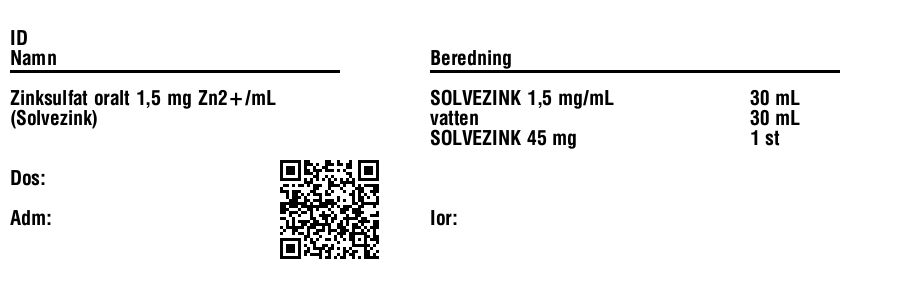 ID
Namn
Zinksulfat oralt 1,5 mg Zn2+/mL
(Solvezink)
Dos:
Adm:
Beredning
SOLVEZINK 1,5 mg/mL 30 mL
vatten 30 mL
SOLVEZINK 45 mg 1 st
Ior: